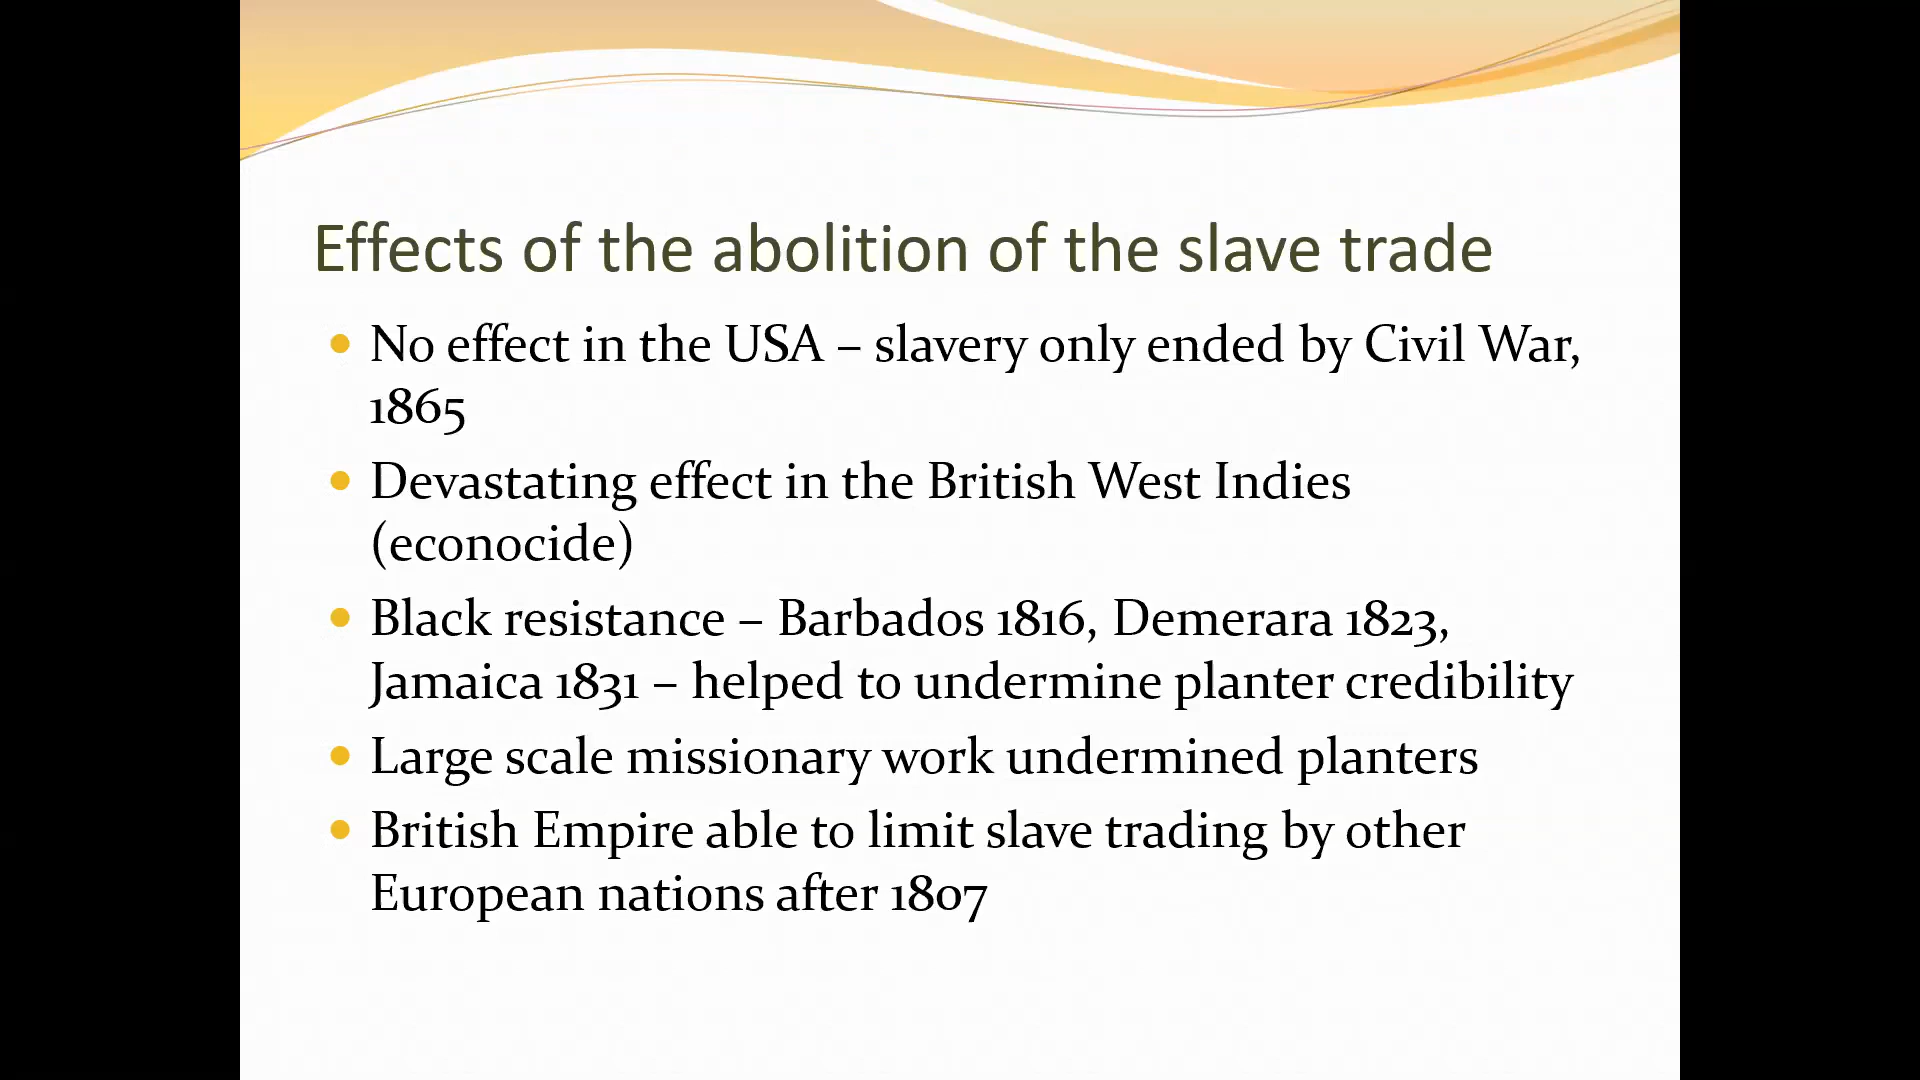 Effects of the abolition of the slave trade
• No effect in the USA – slavery only ended by Civil War,
1865
• Devastating effect in the British West Indies
(econocide)
• Black resistance – Barbados 1816, Demerara 1823,
Jamaica 1831 – helped to undermine planter credibility
• Large scale missionary work undermined planters
• British Empire able to limit slave trading by other
European nations after 1807